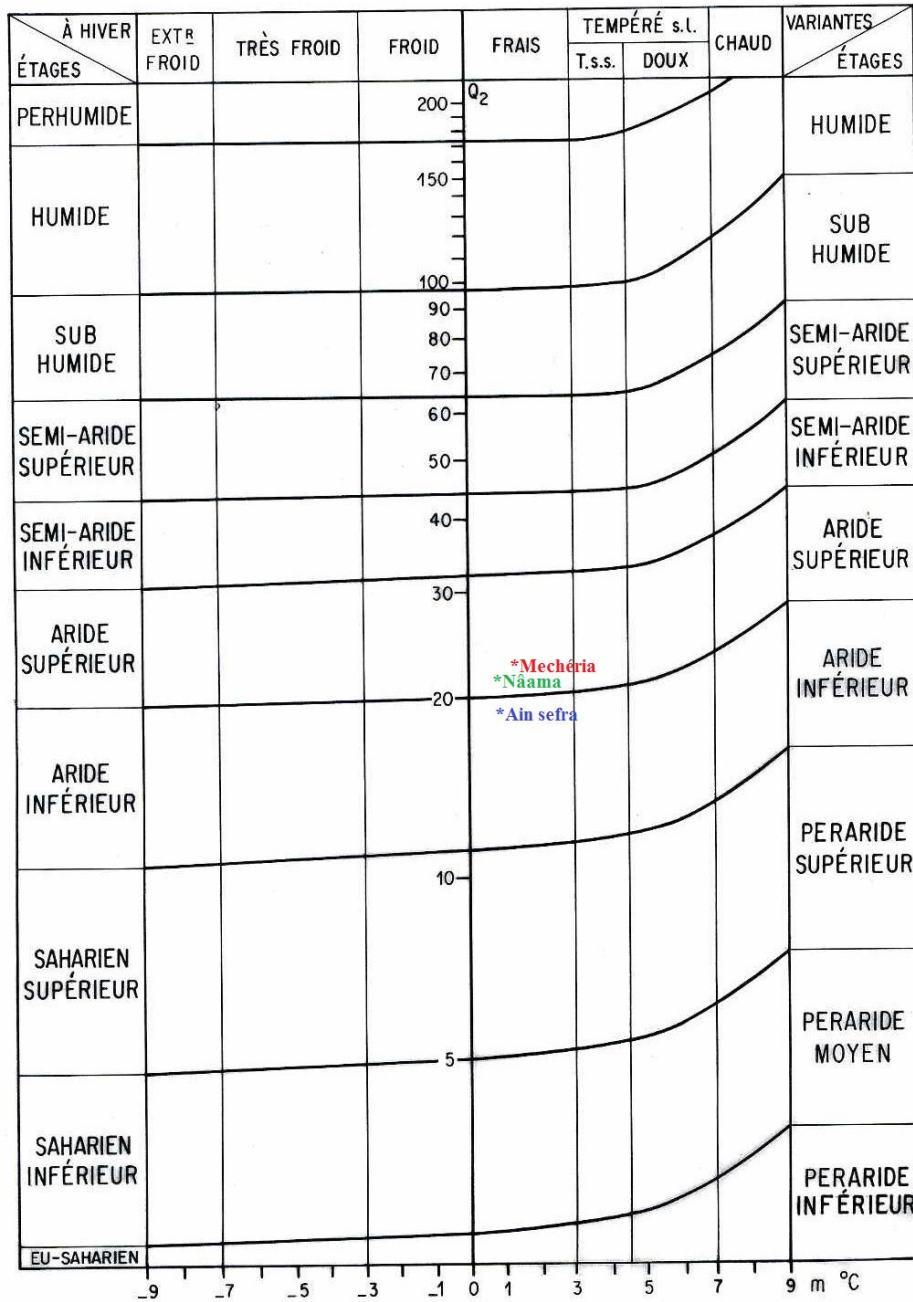 À HIVER
ÉTAGES
EXTR FROID
TRÈS FROID
FROID
FRAIS
TEMPÉRÉ s.l.
T.s.s.
DOUX
CHAUD
VARIANTES
ÉTAGES
PERHUMIDE
HUMIDE
SUB
HUMIDE
SEMI-ARIDE
SUPÉRIEUR
SEMI-ARIDE
INFÉRIEUR
ARIDE
SUPÉRIEUR
ARIDE
INFÉRIEUR
SAHARIEN
SUPÉRIEUR
SAHARIEN
INFÉRIEUR
EU-SAHARIEN
Q2
200
150
100
90
80
70
60
50
40
30
20
10
5
*Mechéria
*Nâama
*Ain sefra
HUMIDE
SUB
HUMIDE
SEMI-ARIDE
SUPÉRIEUR
SEMI-ARIDE
INFÉRIEUR
ARIDE
SUPÉRIEUR
ARIDE
INFÉRIEUR
PERARIDE
SUPÉRIEUR
PERARIDE
MOYEN
PERARIDE
INFÉRIEUR
-9 -7 -5 -3 -1 0 1 3 5 7 9 m °C